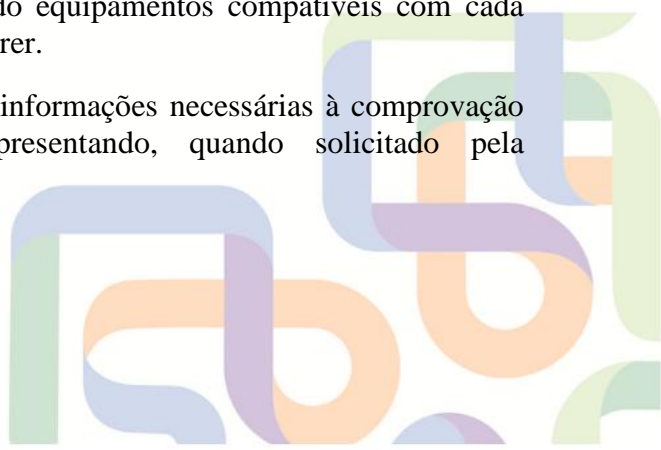 do equipamentos compatíveis com cada
rer.
informações necessárias à comprovação
presentando, quando solicitado pela